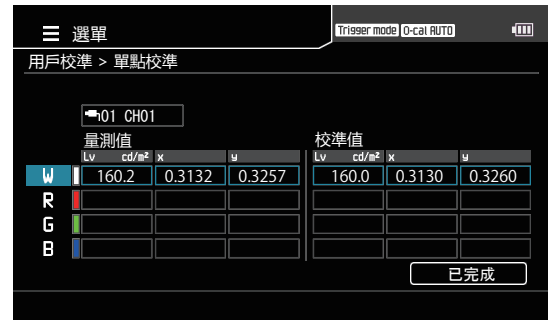 選單 Trigger mode O-cal AUTO
用戶校準 > 單點校準
01 CH01
量測值 校準值
Lv cd/m² x y Lv cd/m² x y
W 160.2 0.3132 0.3257 160.0 0.3130 0.3260
R
G
B
已完成